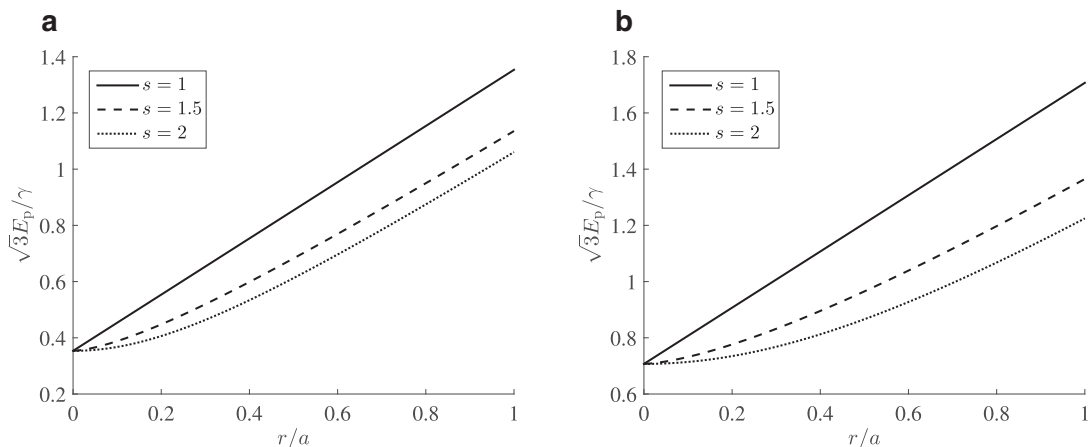 a
1.4
1.2
1
0.8
0.6
0.4
0.2
√3E_p/γ
s = 1
s = 1.5
s = 2
0 0.2 0.4 0.6 0.8 1
r/a
b
1.8
1.6
1.4
1.2
1
0.8
0.6
√3E_p/γ
s = 1
s = 1.5
s = 2
0 0.2 0.4 0.6 0.8 1
r/a